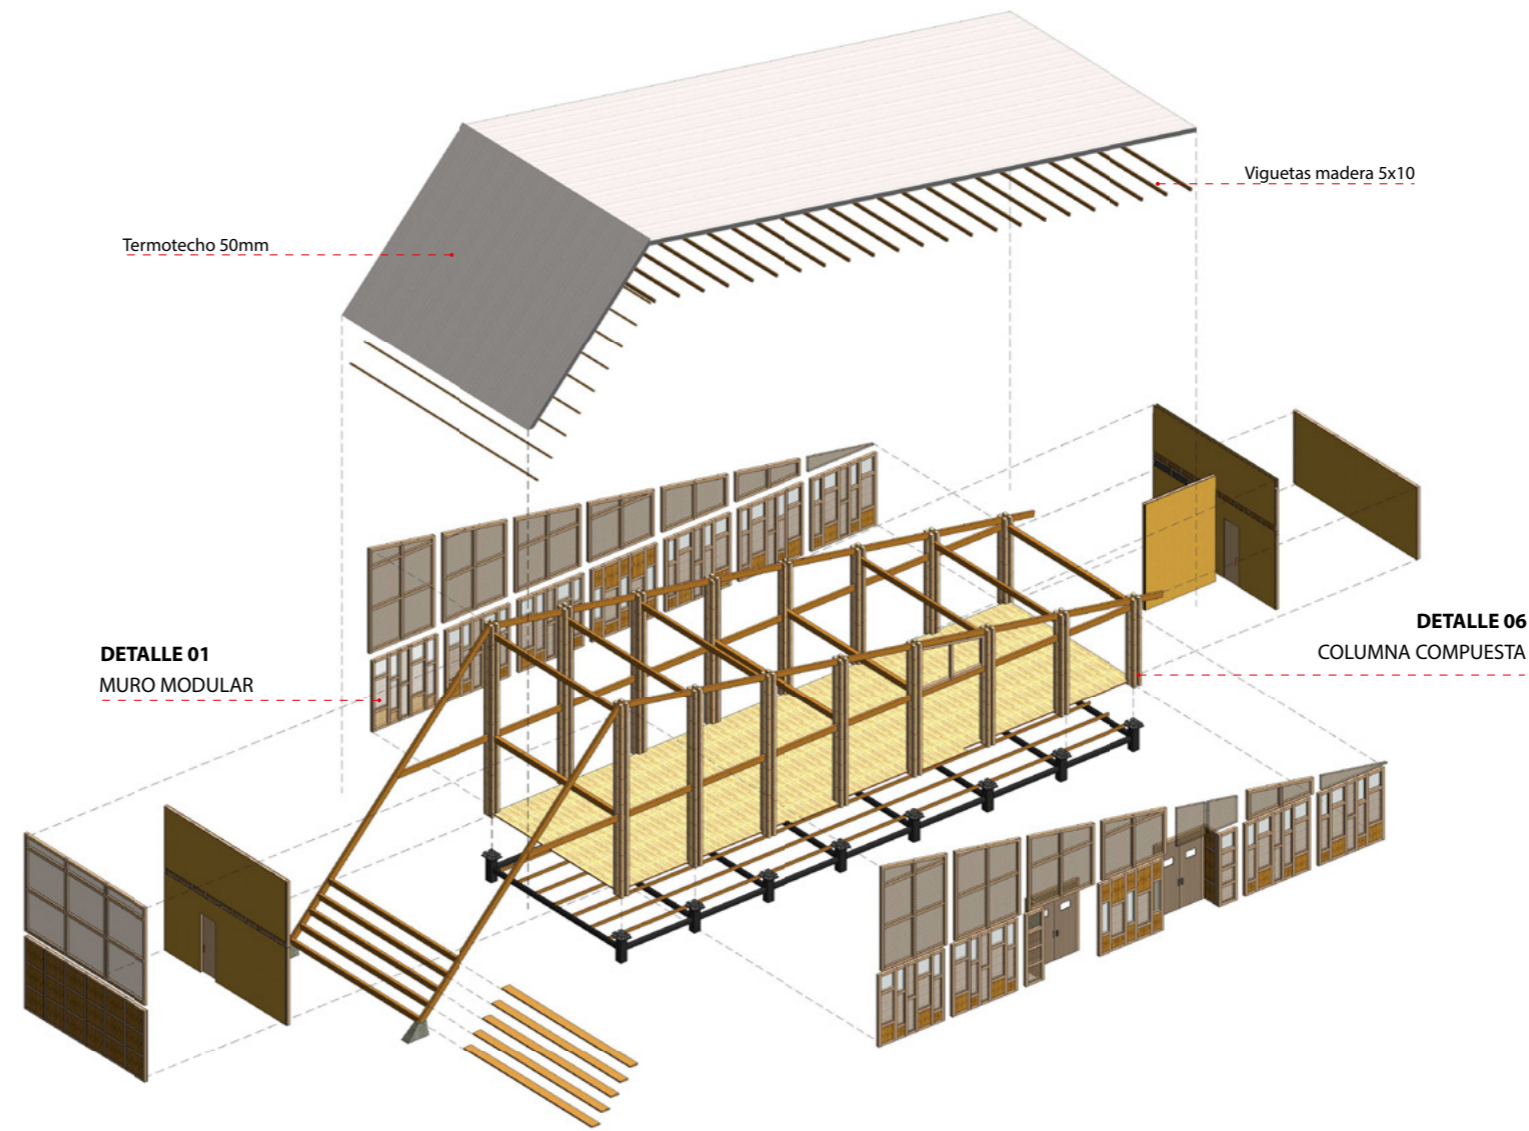 Viguetas madera 5x10
Termotecho 50mm
DETALLE 01
MURO MODULAR
DETALLE 06
COLUMNA COMPUESTA